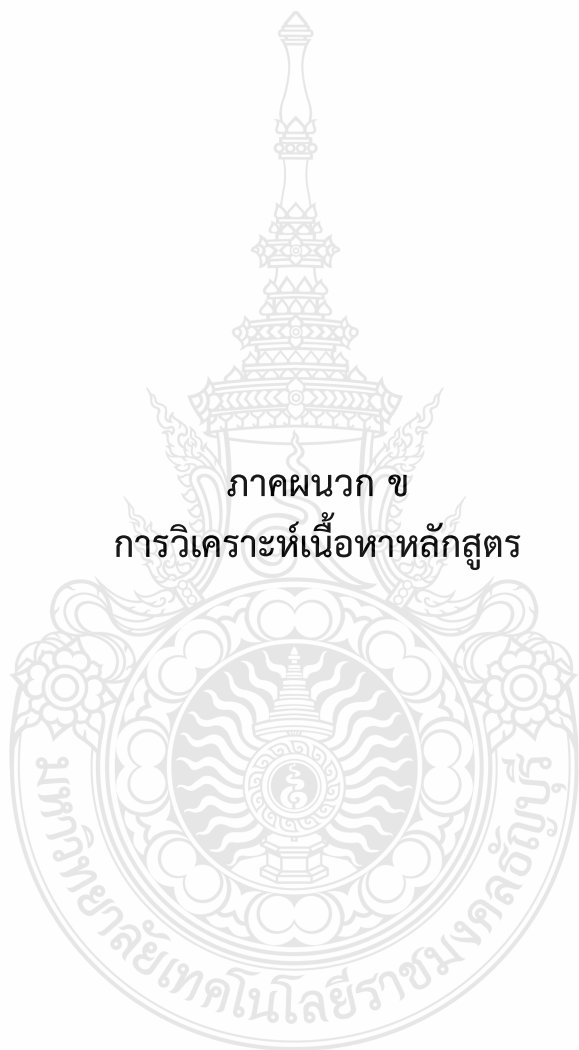 ภาคผนวก ข
การวิเคราะห์เนื้อหาหลักสูตร
มหาวิทยาลัยเทคโนโลยีราชมงคลธัญบุรี